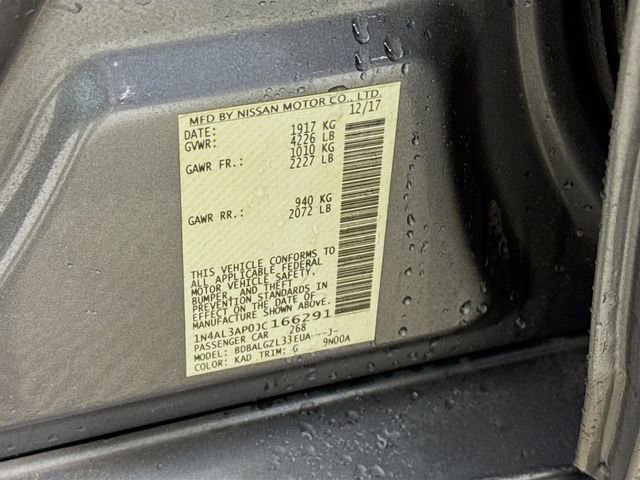 MFD BY NISSAN MOTOR CO., LTD.
DATE: 12/17
GVWR: 1917 KG
4226 LB
GAWR FR.: 1010 KG
2227 LB
GAWR RR.: 940 KG
2072 LB
THIS VEHICLE CONFORMS TO
ALL APPLICABLE FEDERAL
MOTOR VEHICLE SAFETY,
BUMPER, AND THEFT
PREVENTION STANDARDS IN
EFFECT ON THE DATE OF
MANUFACTURE SHOWN ABOVE.
1N4AL3AP0JC166291
PASSENGER CAR 268
MODEL: BDBALGZL33EUA---J-
COLOR: KAD TRIM: G 9N00A